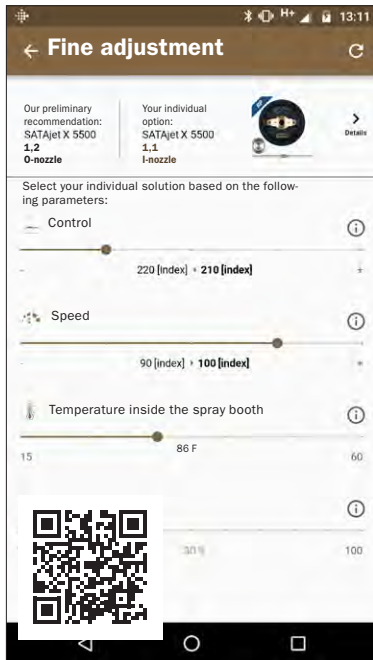 H+ 13:11
Fine adjustment
Our preliminary
recommendation:
SATAjet X 5500
1,2
O-nozzle
Your individual
option:
SATAjet X 5500
1,1
I-nozzle
Details
Select your individual solution based on the follow-
ing parameters:
Control
220 [index] › 210 [index]
Speed
90 [index] › 100 [index]
Temperature inside the spray booth
86 F
15 60
100